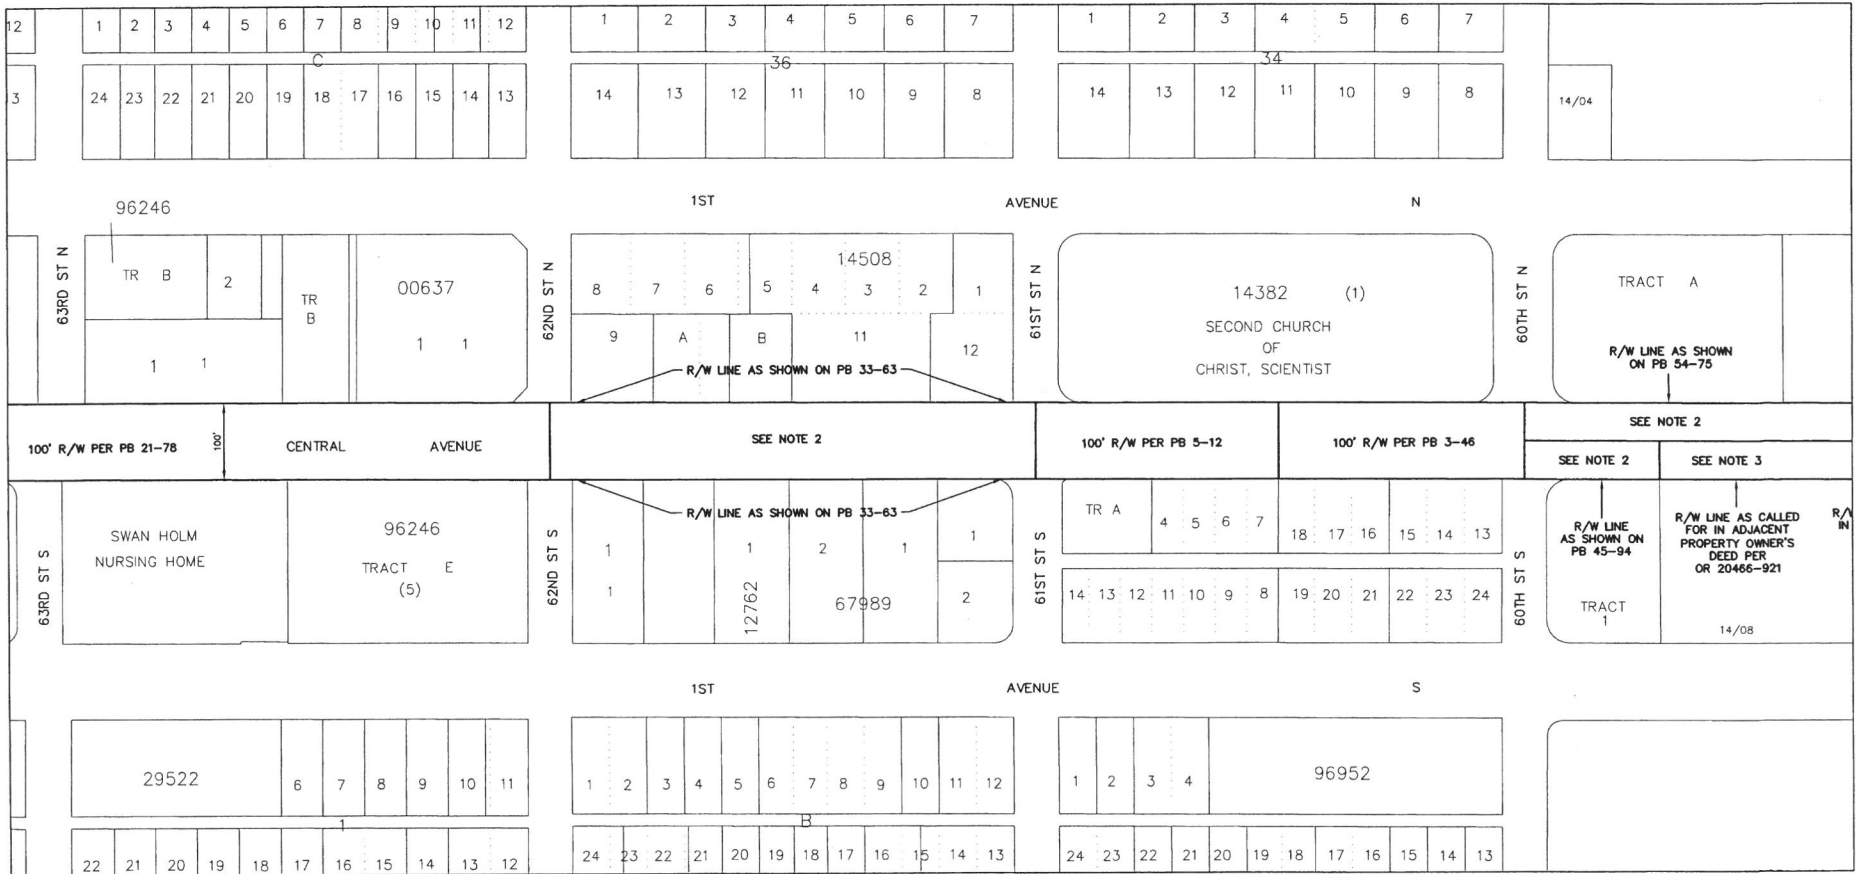 12 1 2 3 4 5 6 7 8 9 10 11 12 1 2 3 4 5 6 7 1 2 3 4 5 6 7
C 36 34
3 24 23 22 21 20 19 18 17 16 15 14 13 14 13 12 11 10 9 8 14 13 12 11 10 9 8 14/04
1ST AVENUE N
96246
63RD ST N
TR B
2
TR
B
00637
1 1
1 1
62ND ST N
14508
8 7 6 5 4 3 2 1
9 A B 11 12
R/W LINE AS SHOWN ON PB 33-63
61ST ST N
14382 (1)
SECOND CHURCH
OF
CHRIST, SCIENTIST
60TH ST N
TRACT A
R/W LINE AS SHOWN
ON PB 54-75
100' R/W PER PB 21-78
100'
CENTRAL AVENUE
SEE NOTE 2
100' R/W PER PB 5-12
100' R/W PER PB 3-46
SEE NOTE 2
SEE NOTE 2
SEE NOTE 3
63RD ST S
SWAN HOLM
NURSING HOME
96246
TRACT E
(5)
62ND ST S
R/W LINE AS SHOWN ON PB 33-63
1 1 2 1 1
1 12762 67989 2
61ST ST S
TR A 4 5 6 7 18 17 16 15 14 13
14 13 12 11 10 9 8 19 20 21 22 23 24
60TH ST S
R/W LINE
AS SHOWN ON
PB 45-94
TRACT
1
R/W LINE AS CALLED
FOR IN ADJACENT
PROPERTY OWNER'S
DEED PER
OR 20466-921
14/08
IN
1ST AVENUE S
29522 6 7 8 9 10 11 1 2 3 4 5 6 7 8 9 10 11 12 1 2 3 4 96952
1 B
22 21 20 19 18 17 16 15 14 13 12 24 23 22 21 20 19 18 17 16 15 14 13 24 23 22 21 20 19 18 17 16 15 14 13